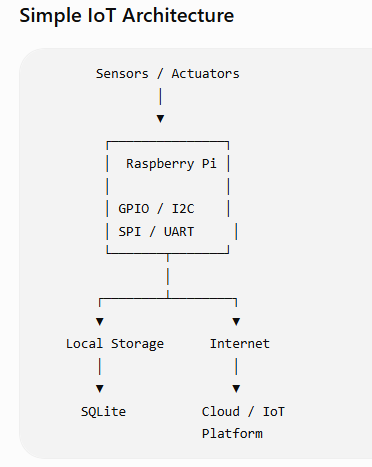 Simple IoT Architecture
Sensors / Actuators
Raspberry Pi
GPIO / I2C
SPI / UART
Local Storage Internet
SQLite Cloud / IoT
Platform